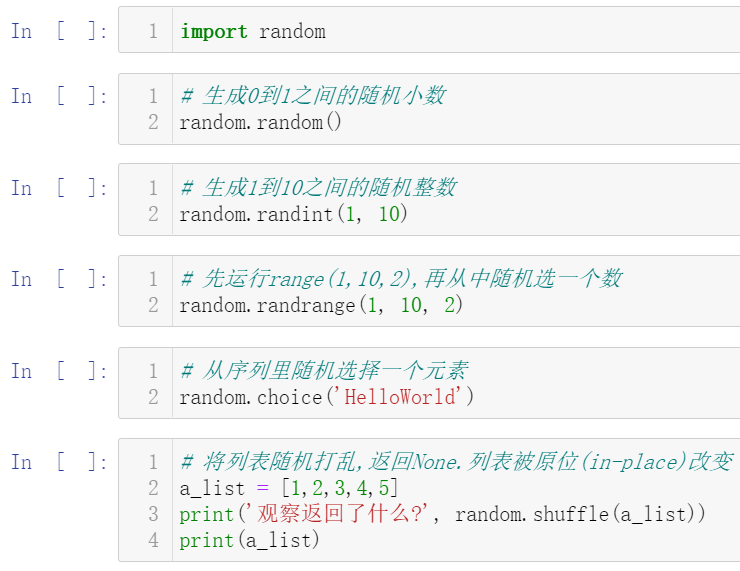 In [ ]: 1 import random
In [ ]: 1 # 生成0到1之间的随机小数
2 random.random()
In [ ]: 1 # 生成1到10之间的随机整数
2 random.randint(1, 10)
In [ ]: 1 # 先运行range(1,10,2),再从中随机选一个数
2 random.randrange(1, 10, 2)
In [ ]: 1 # 从序列里随机选择一个元素
2 random.choice('HelloWorld')
In [ ]: 1 # 将列表随机打乱,返回None.列表被原位(in-place)改变
2 a_list = [1,2,3,4,5]
3 print('观察返回了什么?', random.shuffle(a_list))
4 print(a_list)